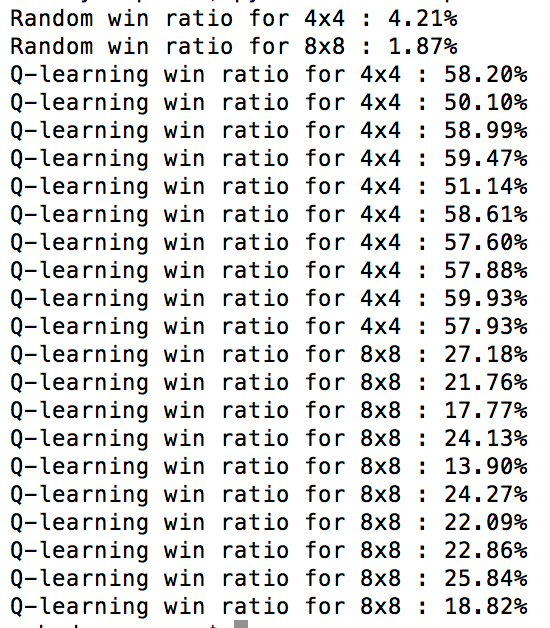 Random win ratio for 4x4 : 4.21%
Random win ratio for 8x8 : 1.87%
Q-learning win ratio for 4x4 : 58.20%
Q-learning win ratio for 4x4 : 50.10%
Q-learning win ratio for 4x4 : 58.99%
Q-learning win ratio for 4x4 : 59.47%
Q-learning win ratio for 4x4 : 51.14%
Q-learning win ratio for 4x4 : 58.61%
Q-learning win ratio for 4x4 : 57.60%
Q-learning win ratio for 4x4 : 57.88%
Q-learning win ratio for 4x4 : 59.93%
Q-learning win ratio for 4x4 : 57.93%
Q-learning win ratio for 8x8 : 27.18%
Q-learning win ratio for 8x8 : 21.76%
Q-learning win ratio for 8x8 : 17.77%
Q-learning win ratio for 8x8 : 24.13%
Q-learning win ratio for 8x8 : 13.90%
Q-learning win ratio for 8x8 : 24.27%
Q-learning win ratio for 8x8 : 22.09%
Q-learning win ratio for 8x8 : 22.86%
Q-learning win ratio for 8x8 : 25.84%
Q-learning win ratio for 8x8 : 18.82%